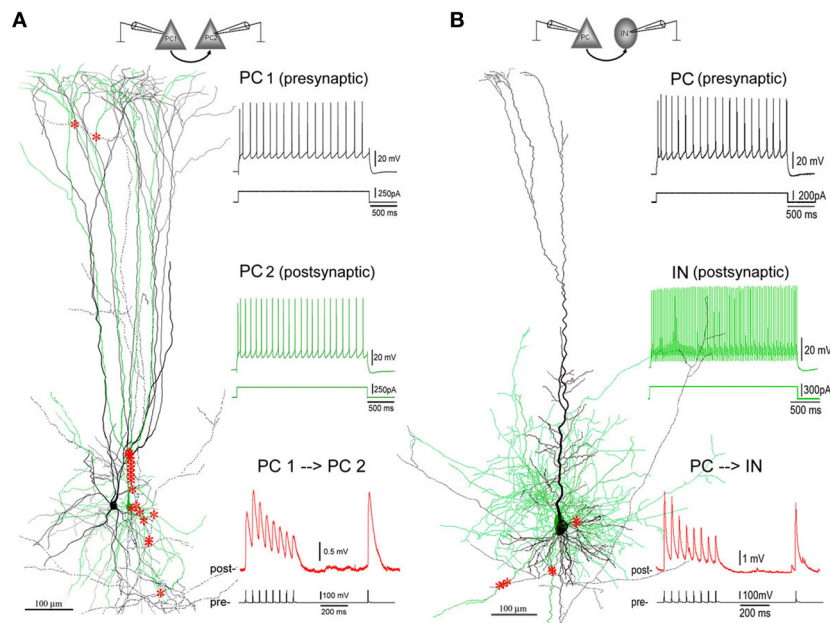 A
PC1
PC2
PC 1 (presynaptic)
20 mV
250pA
500 ms
PC 2 (postsynaptic)
20 mV
250pA
500 ms
PC 1 --> PC 2
0.5 mV
post-
pre-
100 mV
200 ms
100 µm
B
PC
IN
PC (presynaptic)
20 mV
200pA
500 ms
IN (postsynaptic)
20 mV
300pA
500 ms
PC --> IN
1 mV
post-
pre-
100mV
200 ms
100 µm